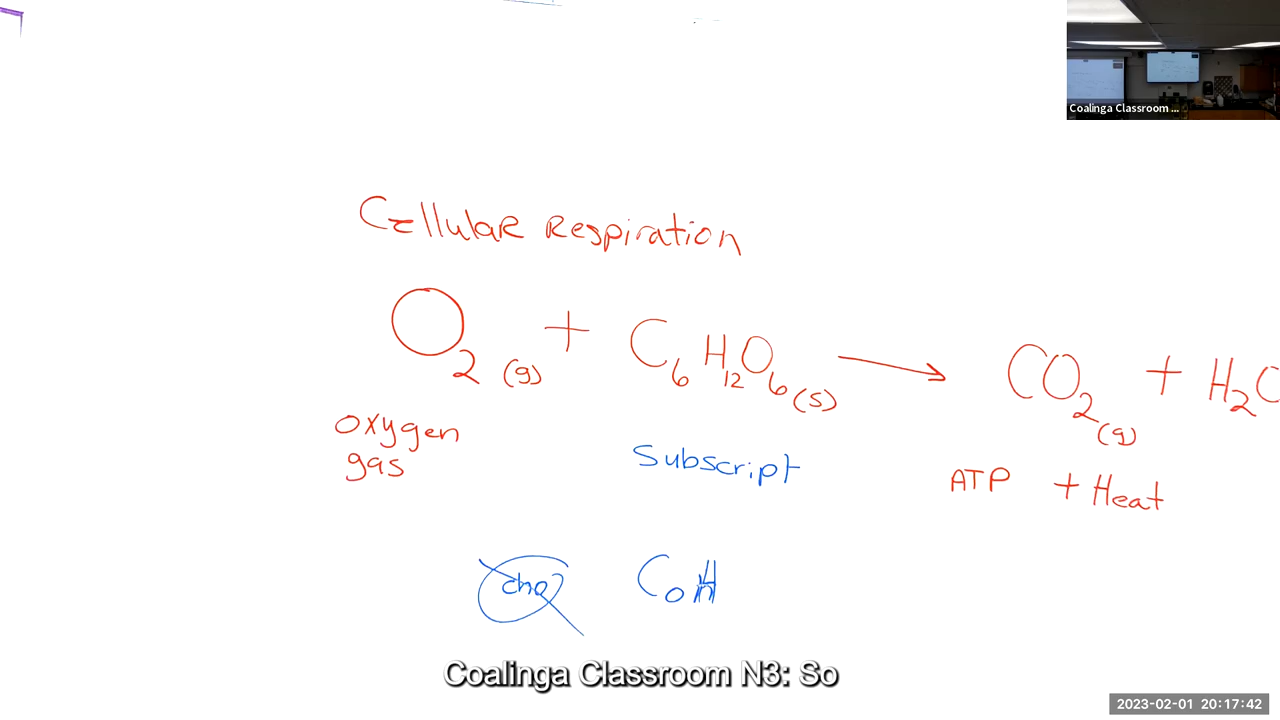 Coalinga Classroom ...
Cellular Respiration
O2 (g) + C6H12O6(s) → CO2(g) + H2O
oxygen
gas
Subscript
ATP + Heat
cho
CoH
Coalinga Classroom N3: So
2023-02-01 20:17:42